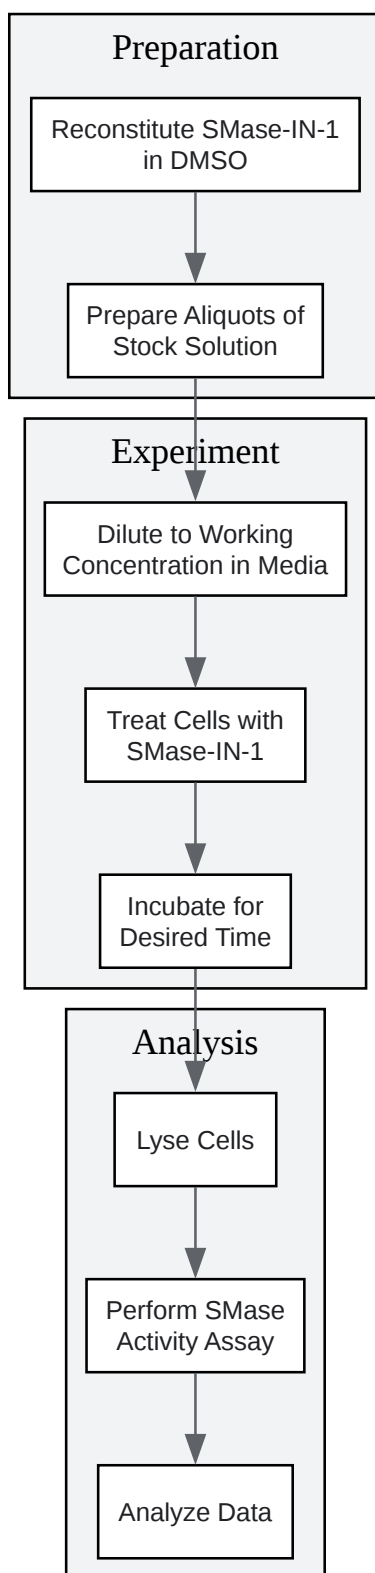 Preparation
Reconstitute SMase-IN-1
in DMSO
Prepare Aliquots of
Stock Solution
Experiment
Dilute to Working
Concentration in Media
Treat Cells with
SMase-IN-1
Incubate for
Desired Time
Analysis
Lyse Cells
Perform SMase
Activity Assay
Analyze Data